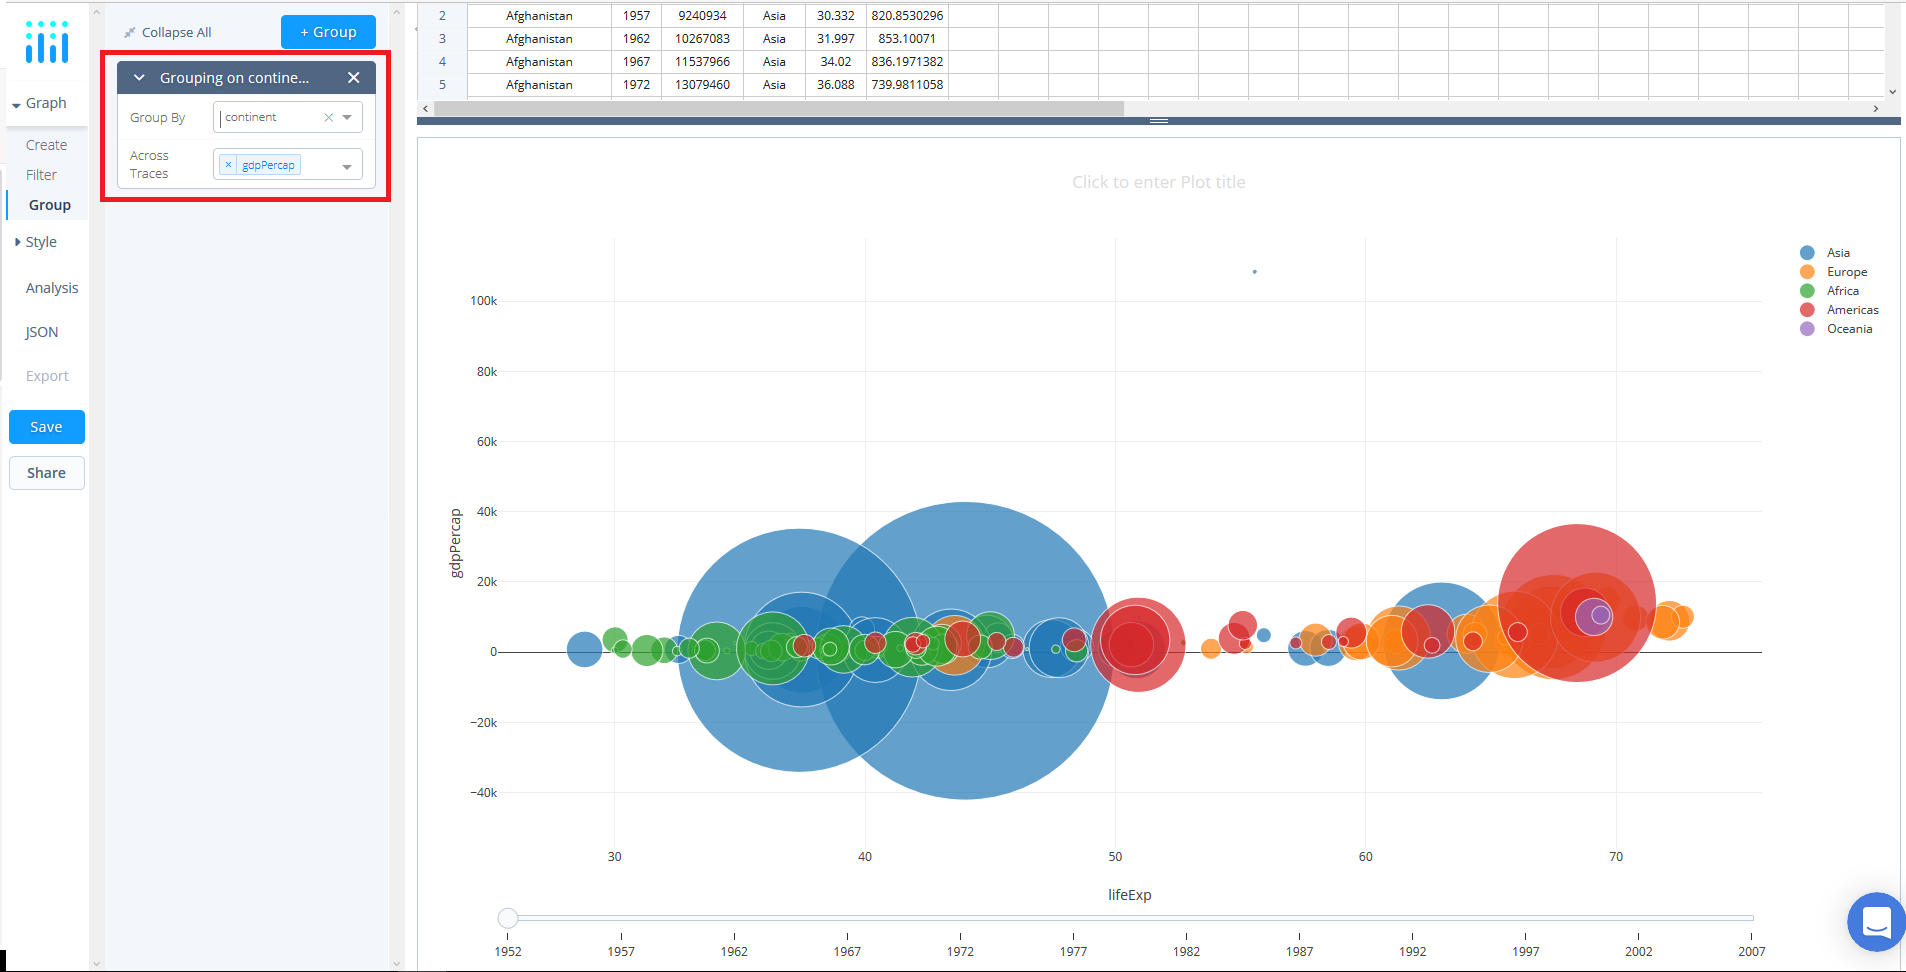 Collapse All
+ Group
Grouping on contine...
Group By
continent
Across Traces
× gdpPercap
Graph
Create
Filter
Group
Style
Analysis
JSON
Export
Save
Share
2 Afghanistan 1957 9240934 Asia 30.332 820.8530296
3 Afghanistan 1962 10267083 Asia 31.997 853.10071
4 Afghanistan 1967 11537966 Asia 34.02 836.1971382
5 Afghanistan 1972 13079460 Asia 36.088 739.9811058
Click to enter Plot title
Asia
Europe
Africa
Americas
Oceania
100k
80k
60k
40k
20k
0
−20k
−40k
gdpPercap
30 40 50 60 70
lifeExp
1952 1957 1962 1967 1972 1977 1982 1987 1992 1997 2002 2007